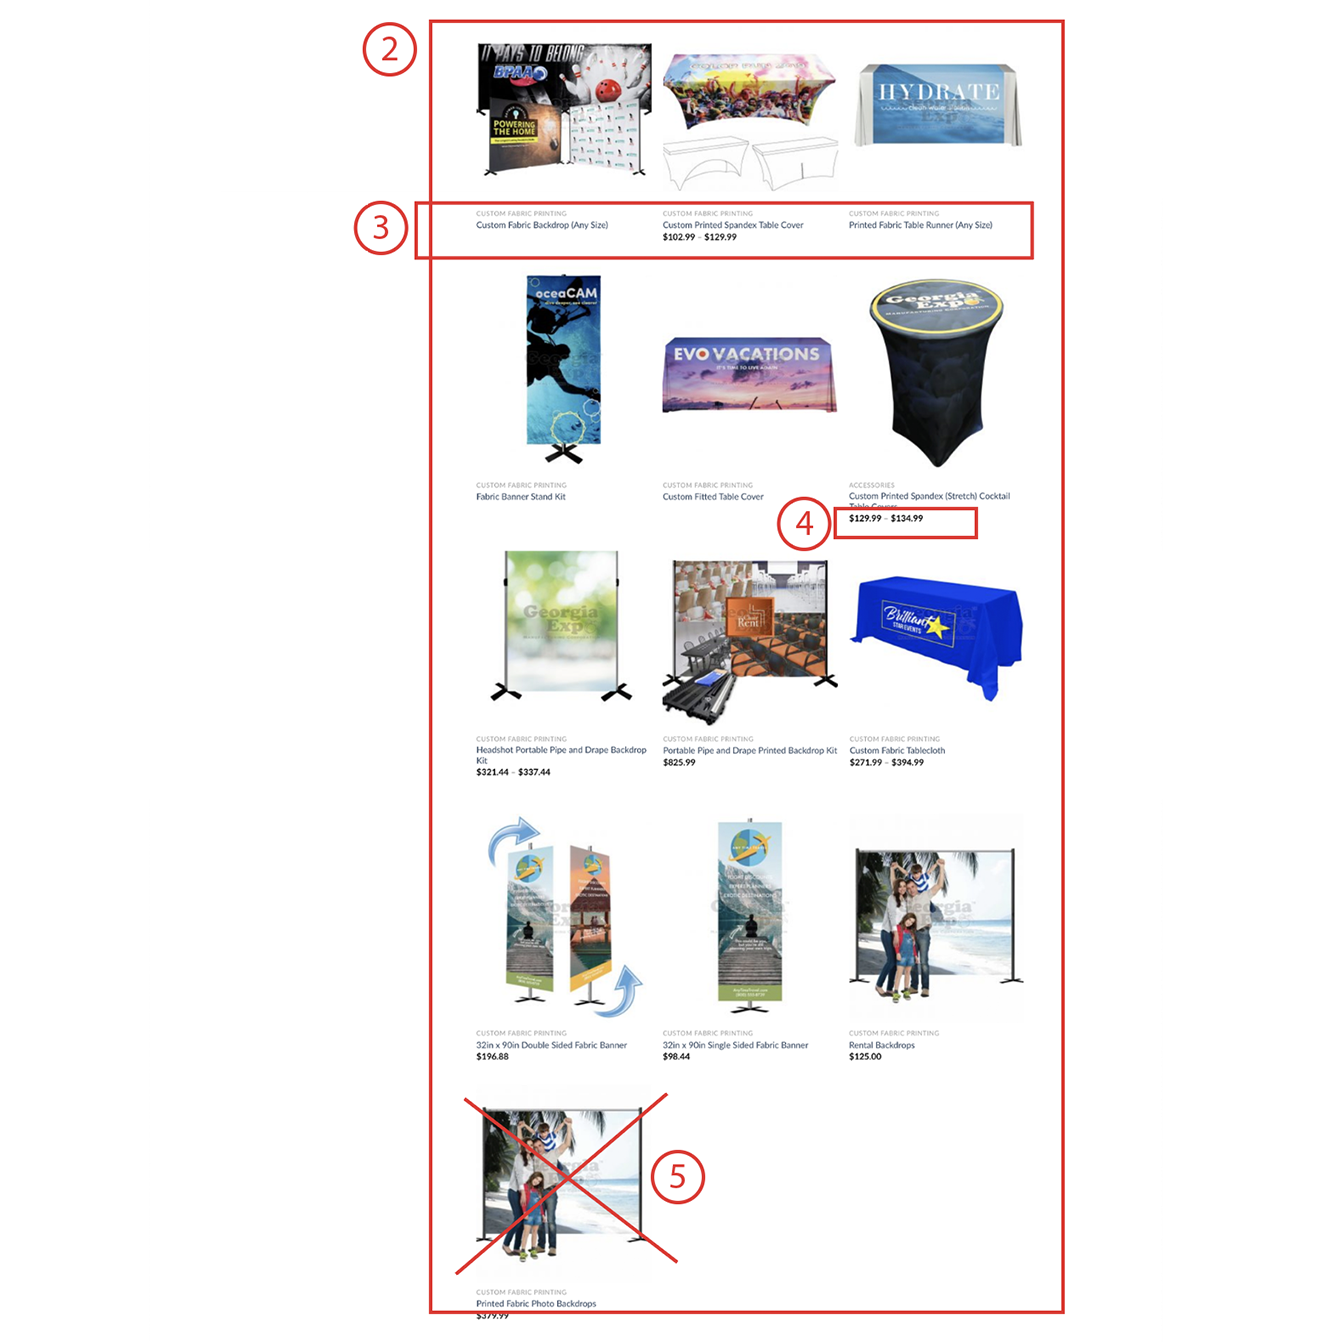 2
IT PAYS TO BELONG
BPAA
POWERING
THE HOME
HYDRATE
3
CUSTOM FABRIC PRINTING
Custom Fabric Backdrop (Any Size)
CUSTOM FABRIC PRINTING
Custom Printed Spandex Table Cover
$102.99 – $129.99
CUSTOM FABRIC PRINTING
Printed Fabric Table Runner (Any Size)
oceaCAM
EVO VACATIONS
IT'S TIME TO LIVE AGAIN
Georgia
Expo
CUSTOM FABRIC PRINTING
Fabric Banner Stand Kit
CUSTOM FABRIC PRINTING
Custom Fitted Table Cover
ACCESSORIES
Custom Printed Spandex (Stretch) Cocktail
Table Covers
4
$129.99 – $134.99
Georgia
Expo
Rent
Brilliant
STAR EVENTS
CUSTOM FABRIC PRINTING
Headshot Portable Pipe and Drape Backdrop
Kit
$321.44 – $337.44
CUSTOM FABRIC PRINTING
Portable Pipe and Drape Printed Backdrop Kit
$825.99
CUSTOM FABRIC PRINTING
Custom Fabric Tablecloth
$271.99 – $394.99
Georgia
Expo
CUSTOM FABRIC PRINTING
32in x 90in Double Sided Fabric Banner
$196.88
CUSTOM FABRIC PRINTING
32in x 90in Single Sided Fabric Banner
$98.44
CUSTOM FABRIC PRINTING
Rental Backdrops
$125.00
5
CUSTOM FABRIC PRINTING
Printed Fabric Photo Backdrops
$379.99